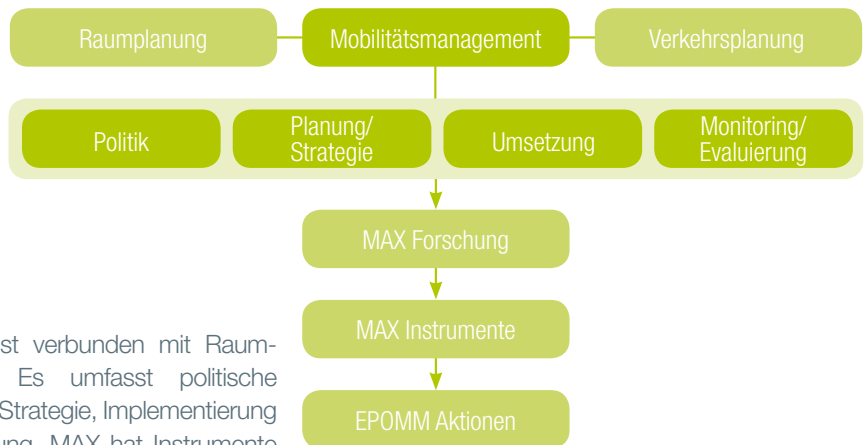 Raumplanung
Mobilitätsmanagement
Verkehrsplanung
Politik
Planung/
Strategie
Umsetzung
Monitoring/
Evaluierung
MAX Forschung
MAX Instrumente
EPOMM Aktionen
st verbunden mit Raum-
Es umfasst politische
Strategie, Implementierung
ung. MAX hat Instrumente